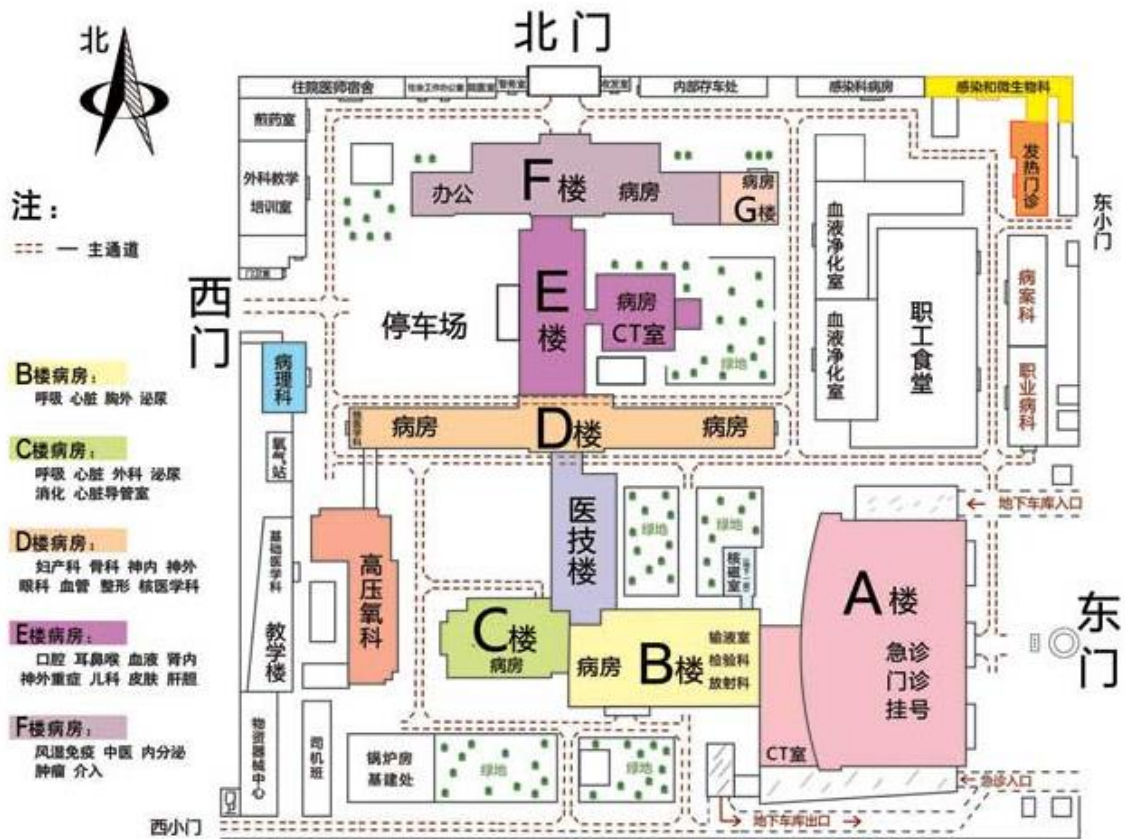 北门
北
住院医师宿舍
收发室
内部存车处
感染科病房
感染和微生物科
煎药室
外科教学
培训室
发热门诊
东小门
办公
F楼
病房
病房
G楼
注：
一 主通道
西门
停车场
E楼
病房
CT室
绿地
血液净化室
血液净化室
职工食堂
病案科
职业病科
病理科
氧气站
核医学科
病房
D楼
病房
B楼病房：
呼吸 心脏 胸外 泌尿
C楼病房：
呼吸 心脏 外科 泌尿
消化 心脏导管室
D楼病房：
妇产科 骨科 神内 神外
眼科 血管 整形 核医学科
E楼病房：
口腔 耳鼻喉 血液 肾内
神外重症 儿科 皮肤 肝胆
F楼病房：
风湿免疫 中医 内分泌
肿瘤 介入
基础医学科
教学楼
高压氧科
医技楼
绿地
绿地
核磁室
地下车库入口
A楼
急诊
门诊
挂号
东门
C楼
病房
病房
B楼
输液室
检验科
放射科
CT室
物资器械中心
司机班
锅炉房
基建处
绿地
绿地
急诊入口
地下车库出口
西小门